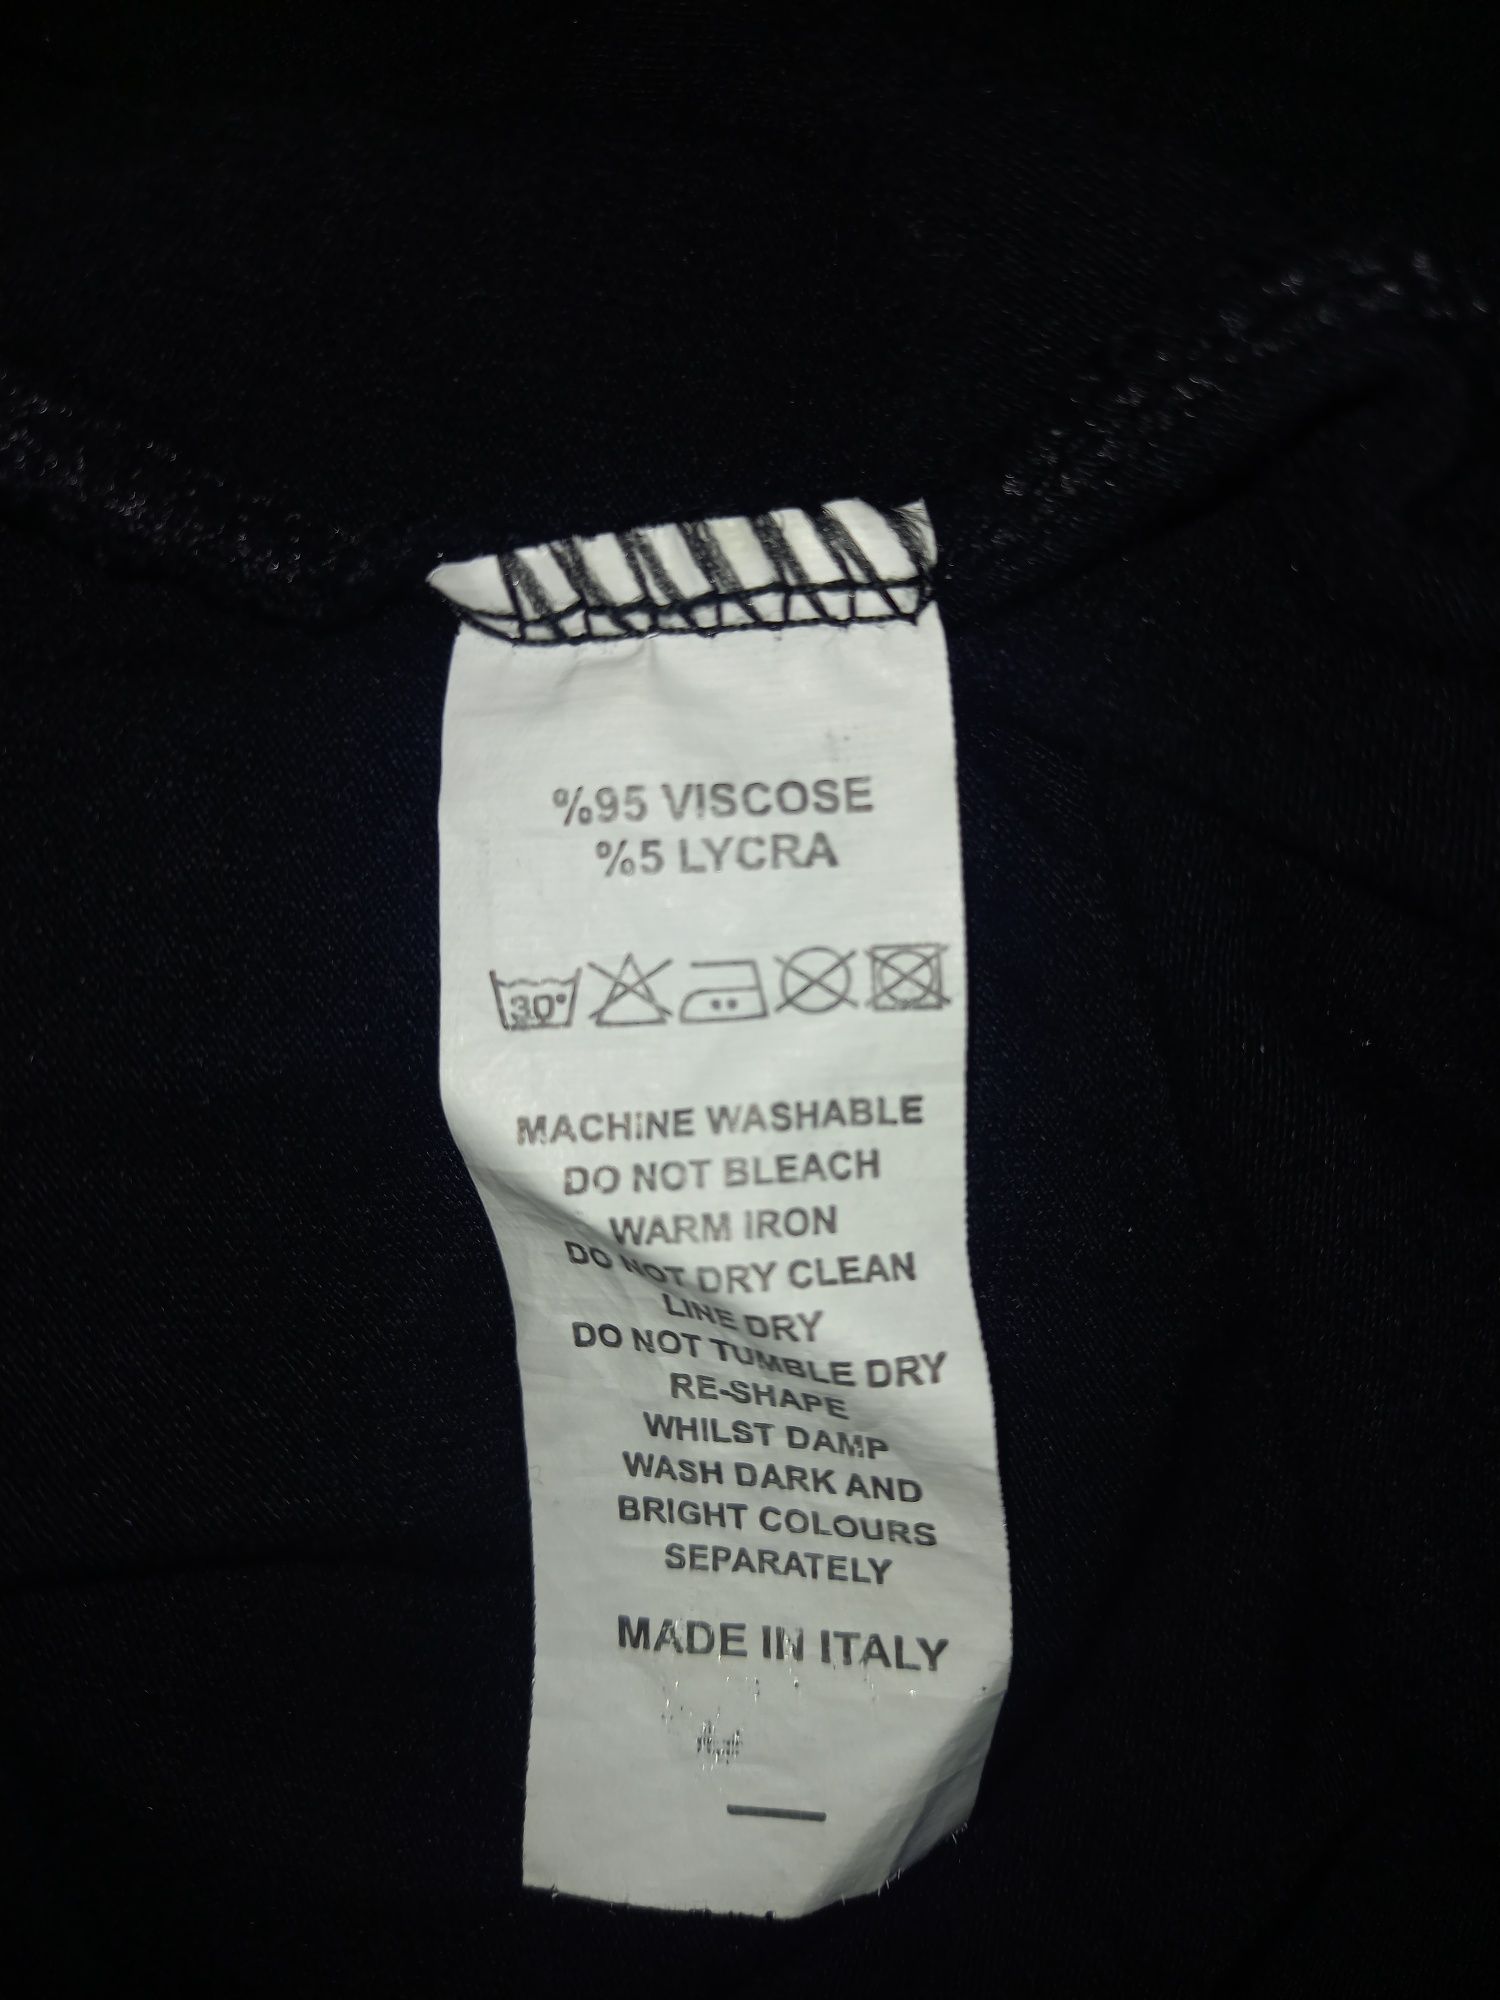 %95 VISCOSE
%5 LYCRA
30°
MACHINE WASHABLE
DO NOT BLEACH
WARM IRON
DO NOT DRY CLEAN
LINE DRY
DO NOT TUMBLE DRY
RE-SHAPE
WHILST DAMP
WASH DARK AND
BRIGHT COLOURS
SEPARATELY
MADE IN ITALY